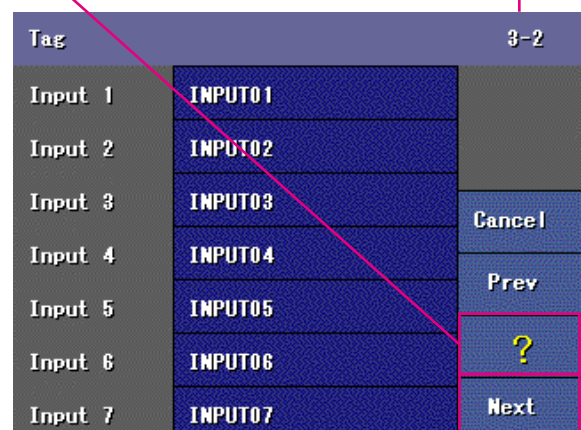 Tag 3-2
Input 1 INPUT01
Input 2 INPUT02
Input 3 INPUT03
Cancel
Input 4 INPUT04
Prev
Input 5 INPUT05
?
Input 6 INPUT06
Input 7 INPUT07
Next